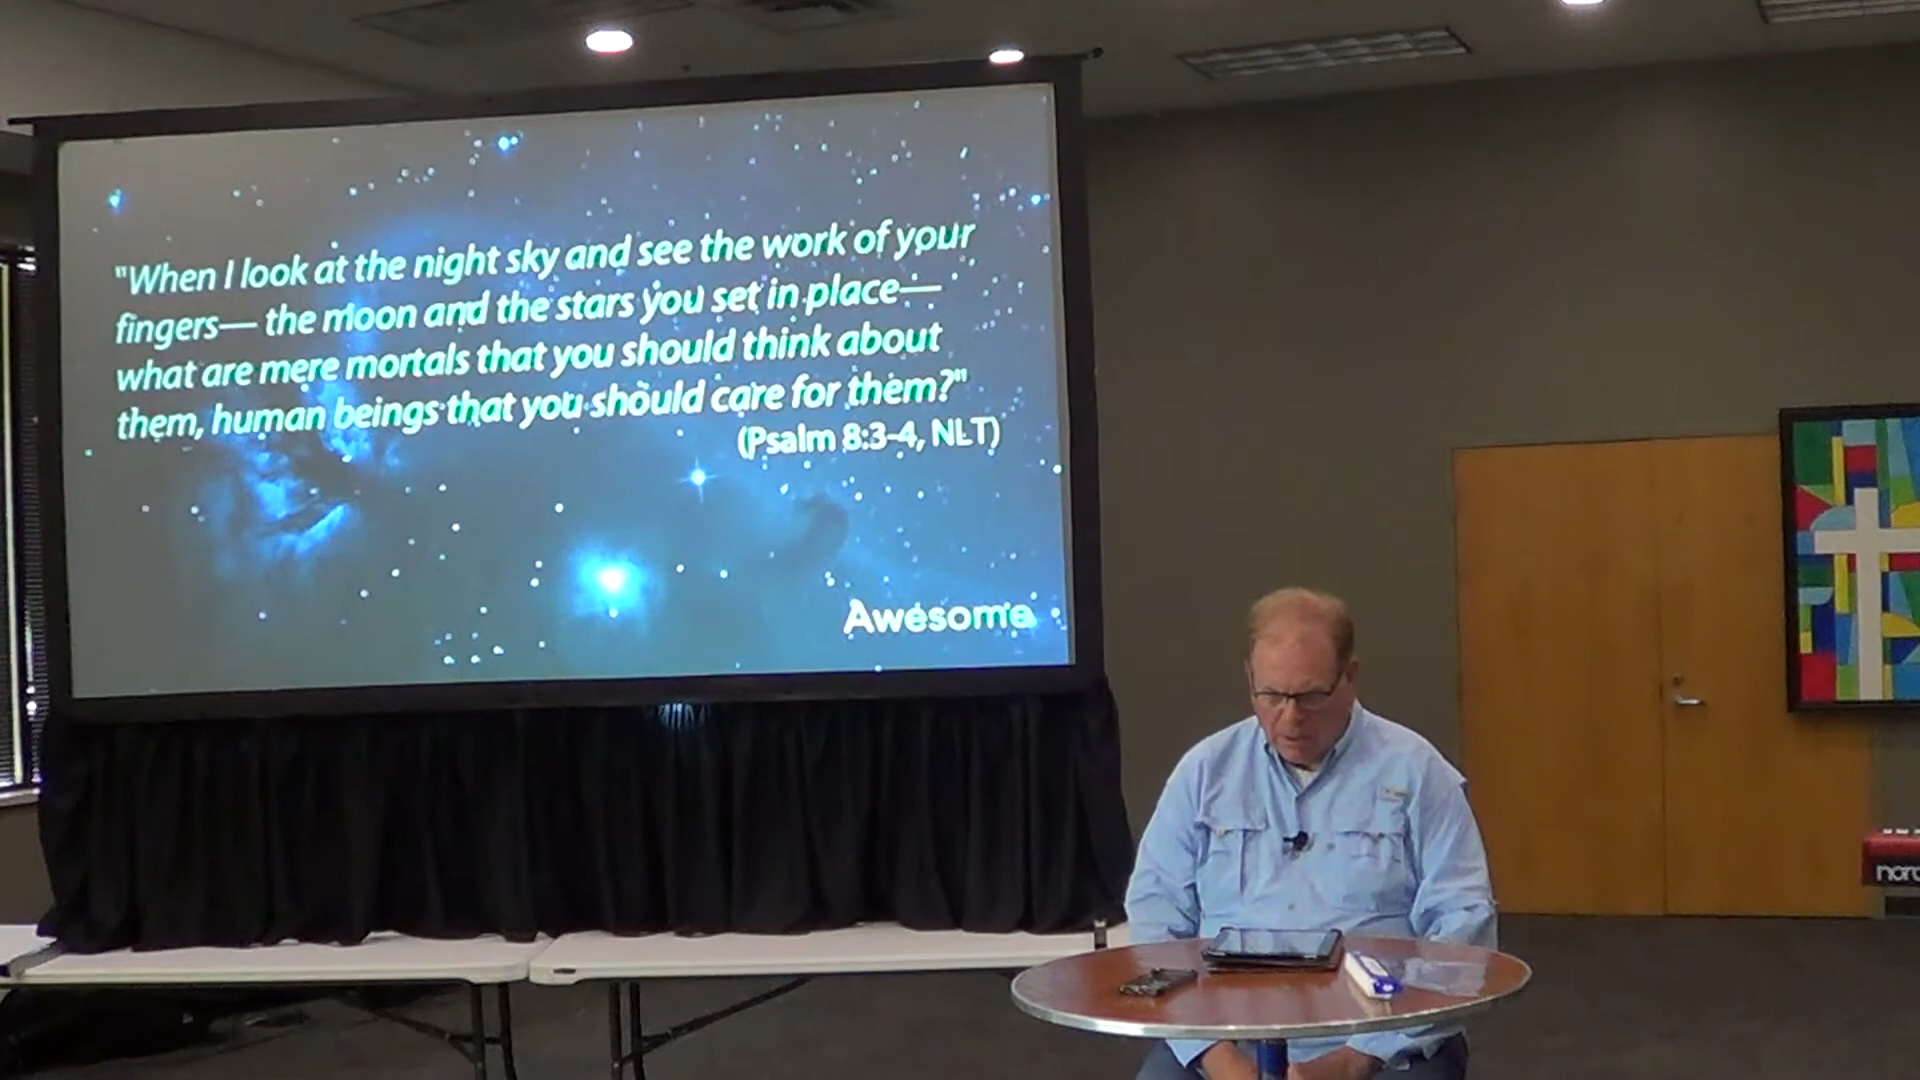 "When I look at the night sky and see the work of your
fingers— the moon and the stars you set in place—
what are mere mortals that you should think about
them, human beings that you should care for them?"
(Psalm 8:3-4, NLT)
Awesome
nord